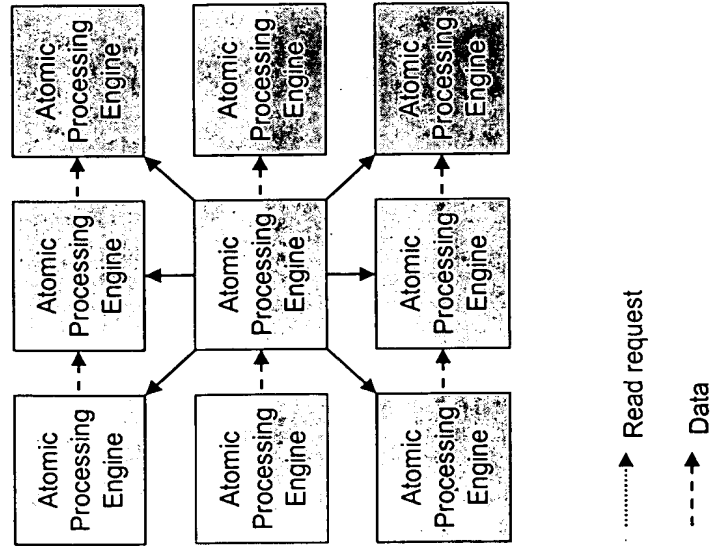 Atomic
Processing
Engine
Atomic
Processing
Engine
Atomic
Processing
Engine
Atomic
Processing
Engine
Atomic
Processing
Engine
Atomic
Processing
Engine
Atomic
Processing
Engine
Atomic
Processing
Engine
Atomic
Processing
Engine
Read request
Data